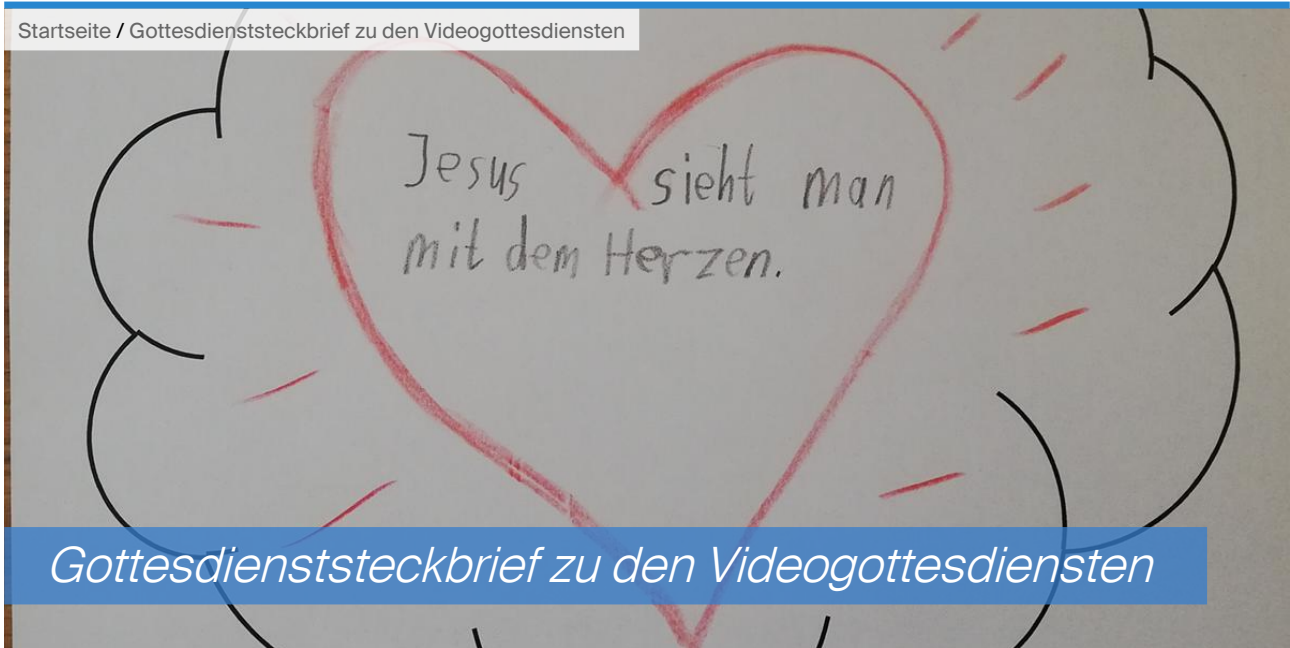 Startseite / Gottesdienststeckbrief zu den Videogottesdiensten
Jesus sieht man
mit dem Herzen.
Gottesdienststeckbrief zu den Videogottesdiensten